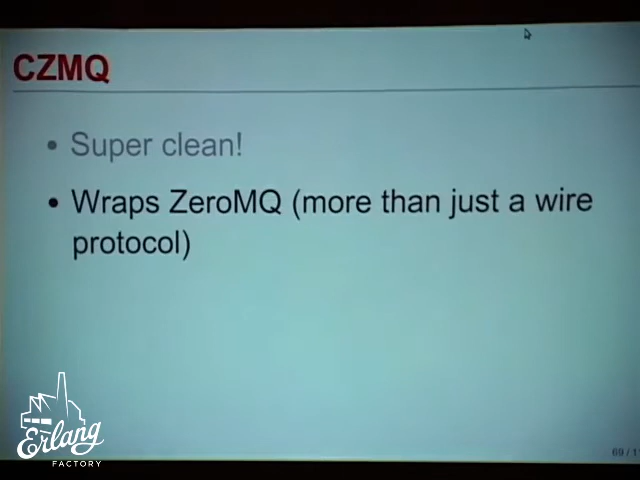 CZMQ
• Super clean!
• Wraps ZeroMQ (more than just a wire
protocol)
Erlang
FACTORY